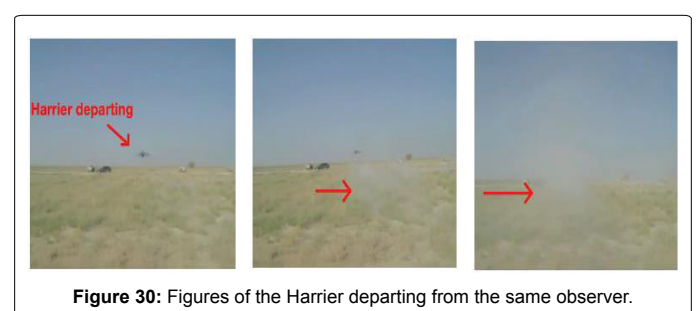 Harrier departing
Figure 30: Figures of the Harrier departing from the same observer.